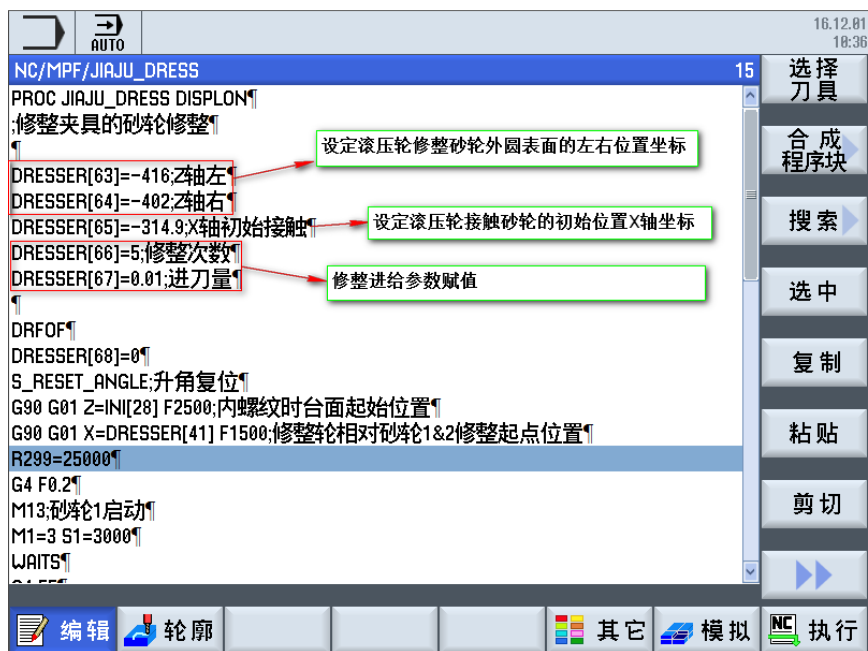 AUTO
16.12.01
10:36
NC/MPF/JIAJU_DRESS 15
PROC JIAJU_DRESS DISPLON¶
;修整夹具的砂轮修整¶
¶
DRESSER[63]=-416;Z轴左¶
DRESSER[64]=-402;Z轴右¶
DRESSER[65]=-314.9;X轴初始接触¶
DRESSER[66]=5;修整次数¶
DRESSER[67]=0.01;进刀量¶
¶
DRFOF¶
DRESSER[68]=0¶
S_RESET_ANGLE;升角复位¶
G90 G01 Z=INI[28] F2500;内螺纹时台面起始位置¶
G90 G01 X=DRESSER[41] F1500;修整轮相对砂轮1&2修整起点位置¶
R299=25000¶
G4 F0.2¶
M13;砂轮1启动¶
M1=3 S1=3000¶
WAITS¶
设定滚压轮修整砂轮外圆表面的左右位置坐标
设定滚压轮接触砂轮的初始位置X轴坐标
修整进给参数赋值
选择
刀具
合成
程序块
搜索
选中
复制
粘贴
剪切
编辑
轮廓
其它
模拟
NC
执行